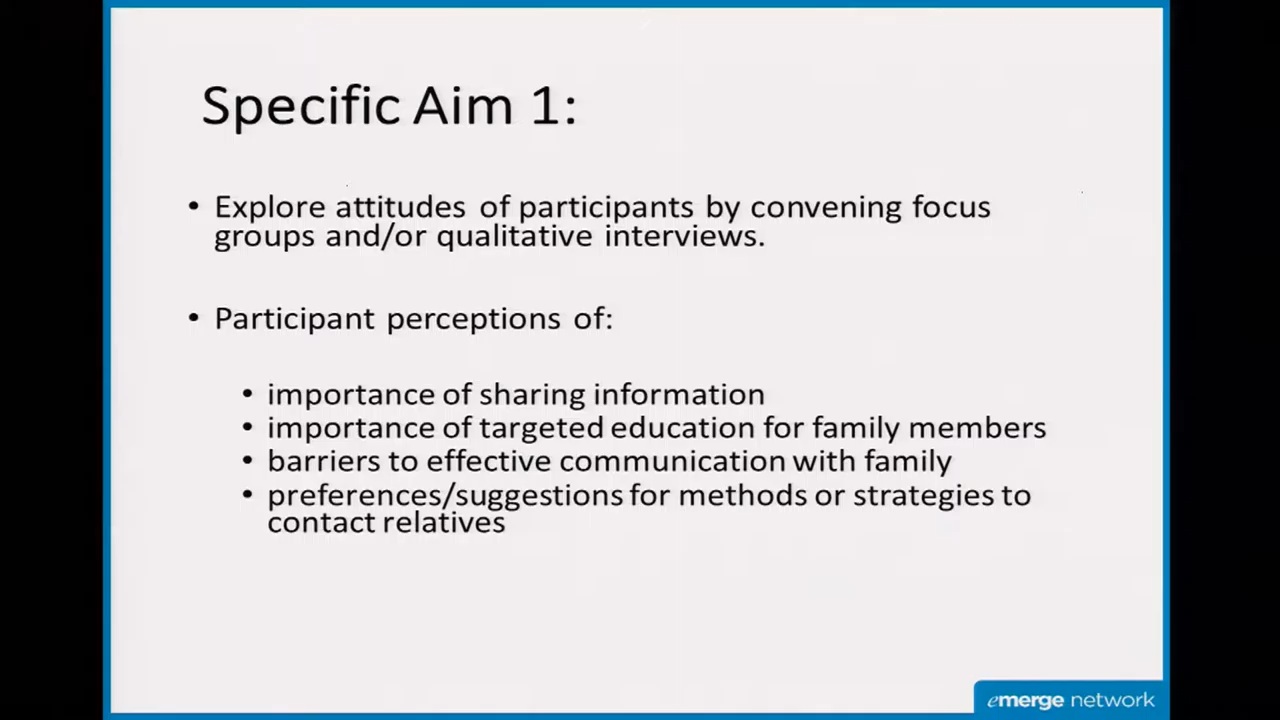 Specific Aim 1:
• Explore attitudes of participants by convening focus
groups and/or qualitative interviews.
• Participant perceptions of:
• importance of sharing information
• importance of targeted education for family members
• barriers to effective communication with family
• preferences/suggestions for methods or strategies to
contact relatives
emerge network